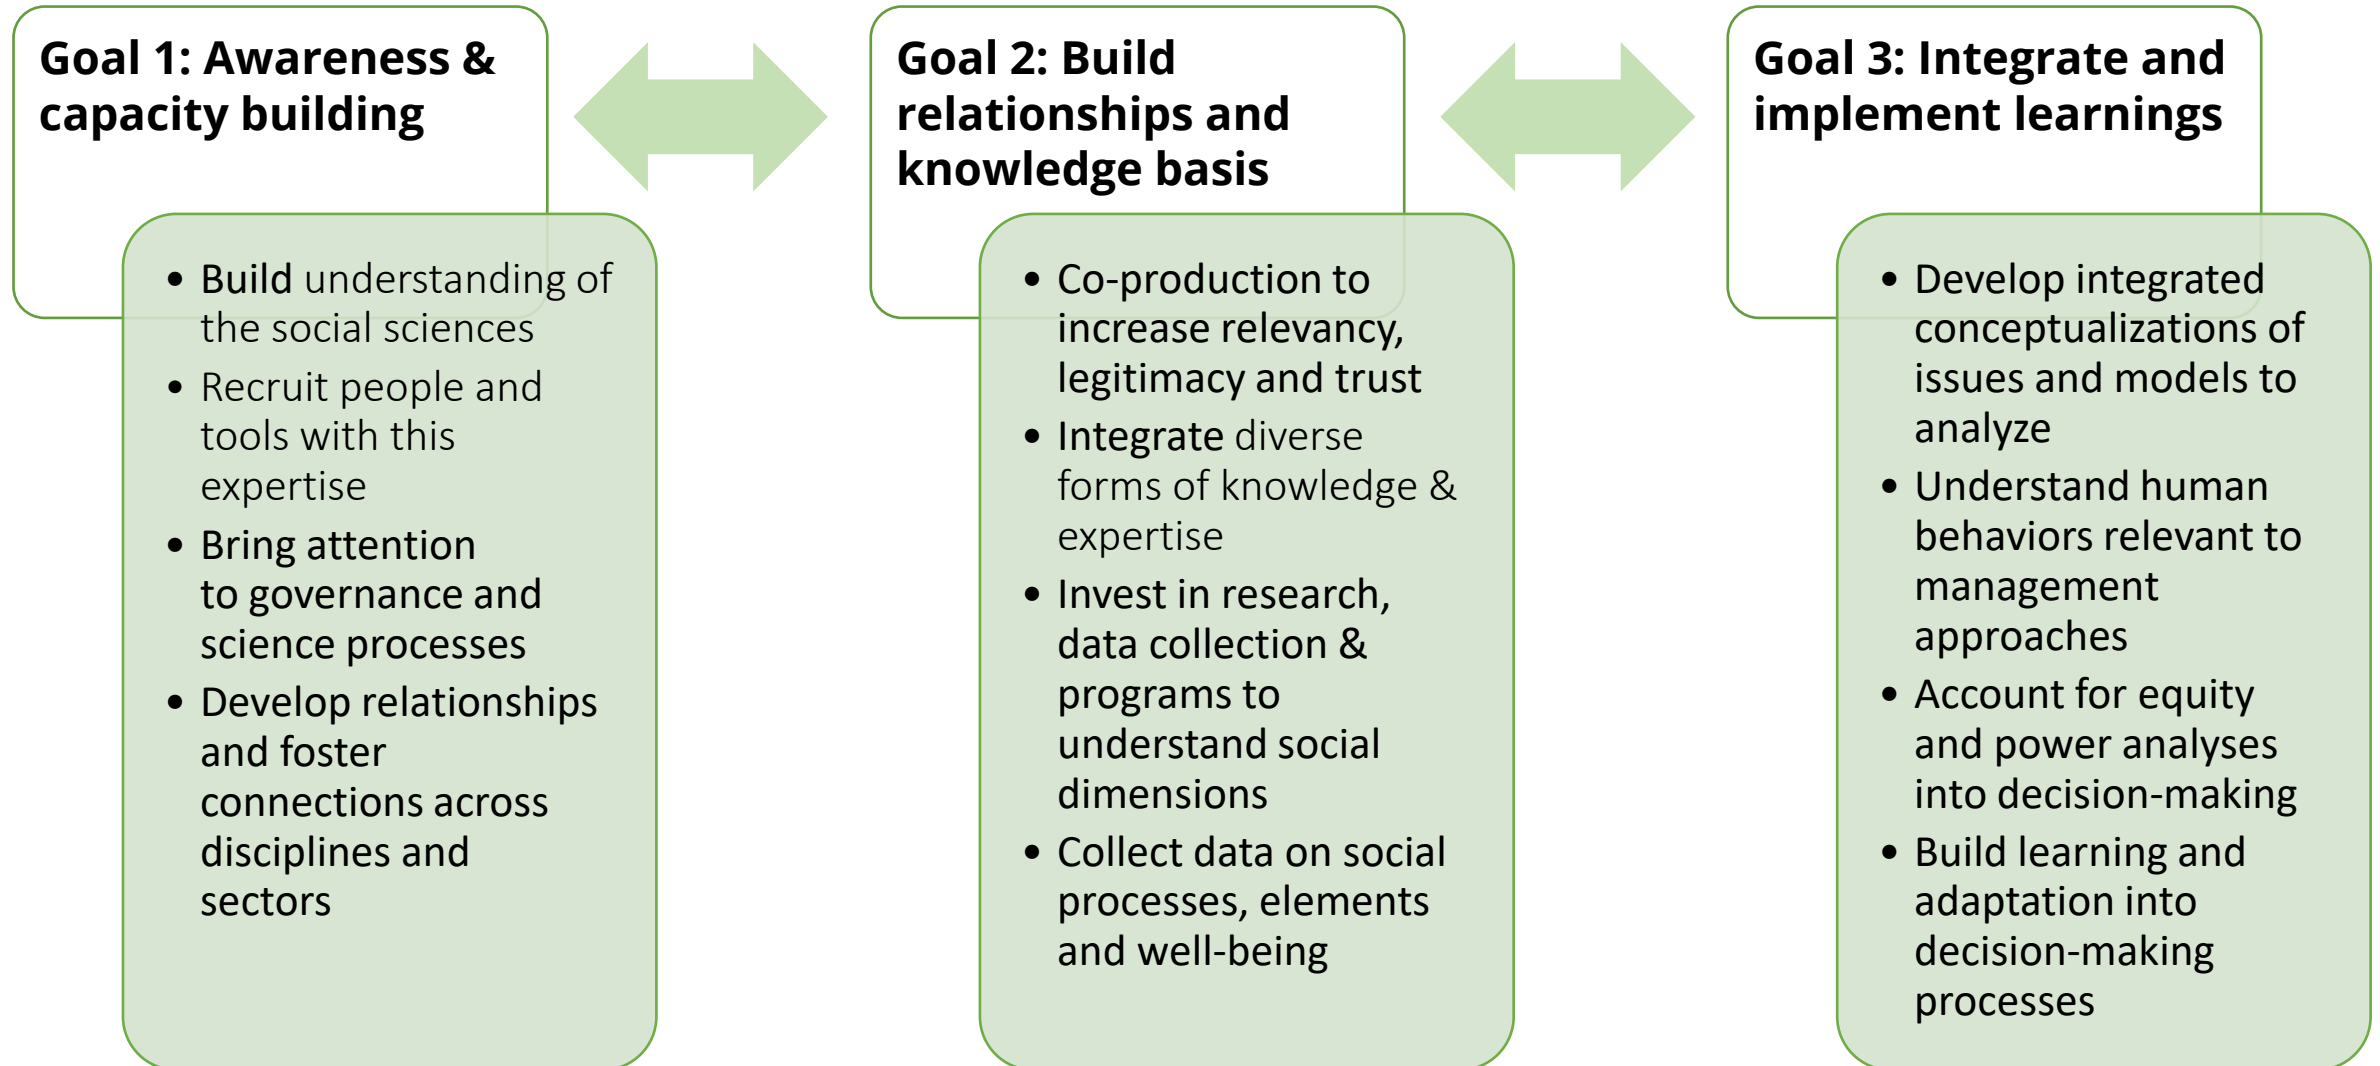 Goal 1: Awareness &
capacity building
• Build understanding of
the social sciences
• Recruit people and
tools with this
expertise
• Bring attention
to governance and
science processes
• Develop relationships
and foster
connections across
disciplines and
sectors
Goal 2: Build
relationships and
knowledge basis
• Co-production to
increase relevancy,
legitimacy and trust
• Integrate diverse
forms of knowledge &
expertise
• Invest in research,
data collection &
programs to
understand social
dimensions
• Collect data on social
processes, elements
and well-being
Goal 3: Integrate and
implement learnings
• Develop integrated
conceptualizations of
issues and models to
analyze
• Understand human
behaviors relevant to
management
approaches
• Account for equity
and power analyses
into decision-making
• Build learning and
adaptation into
decision-making
processes